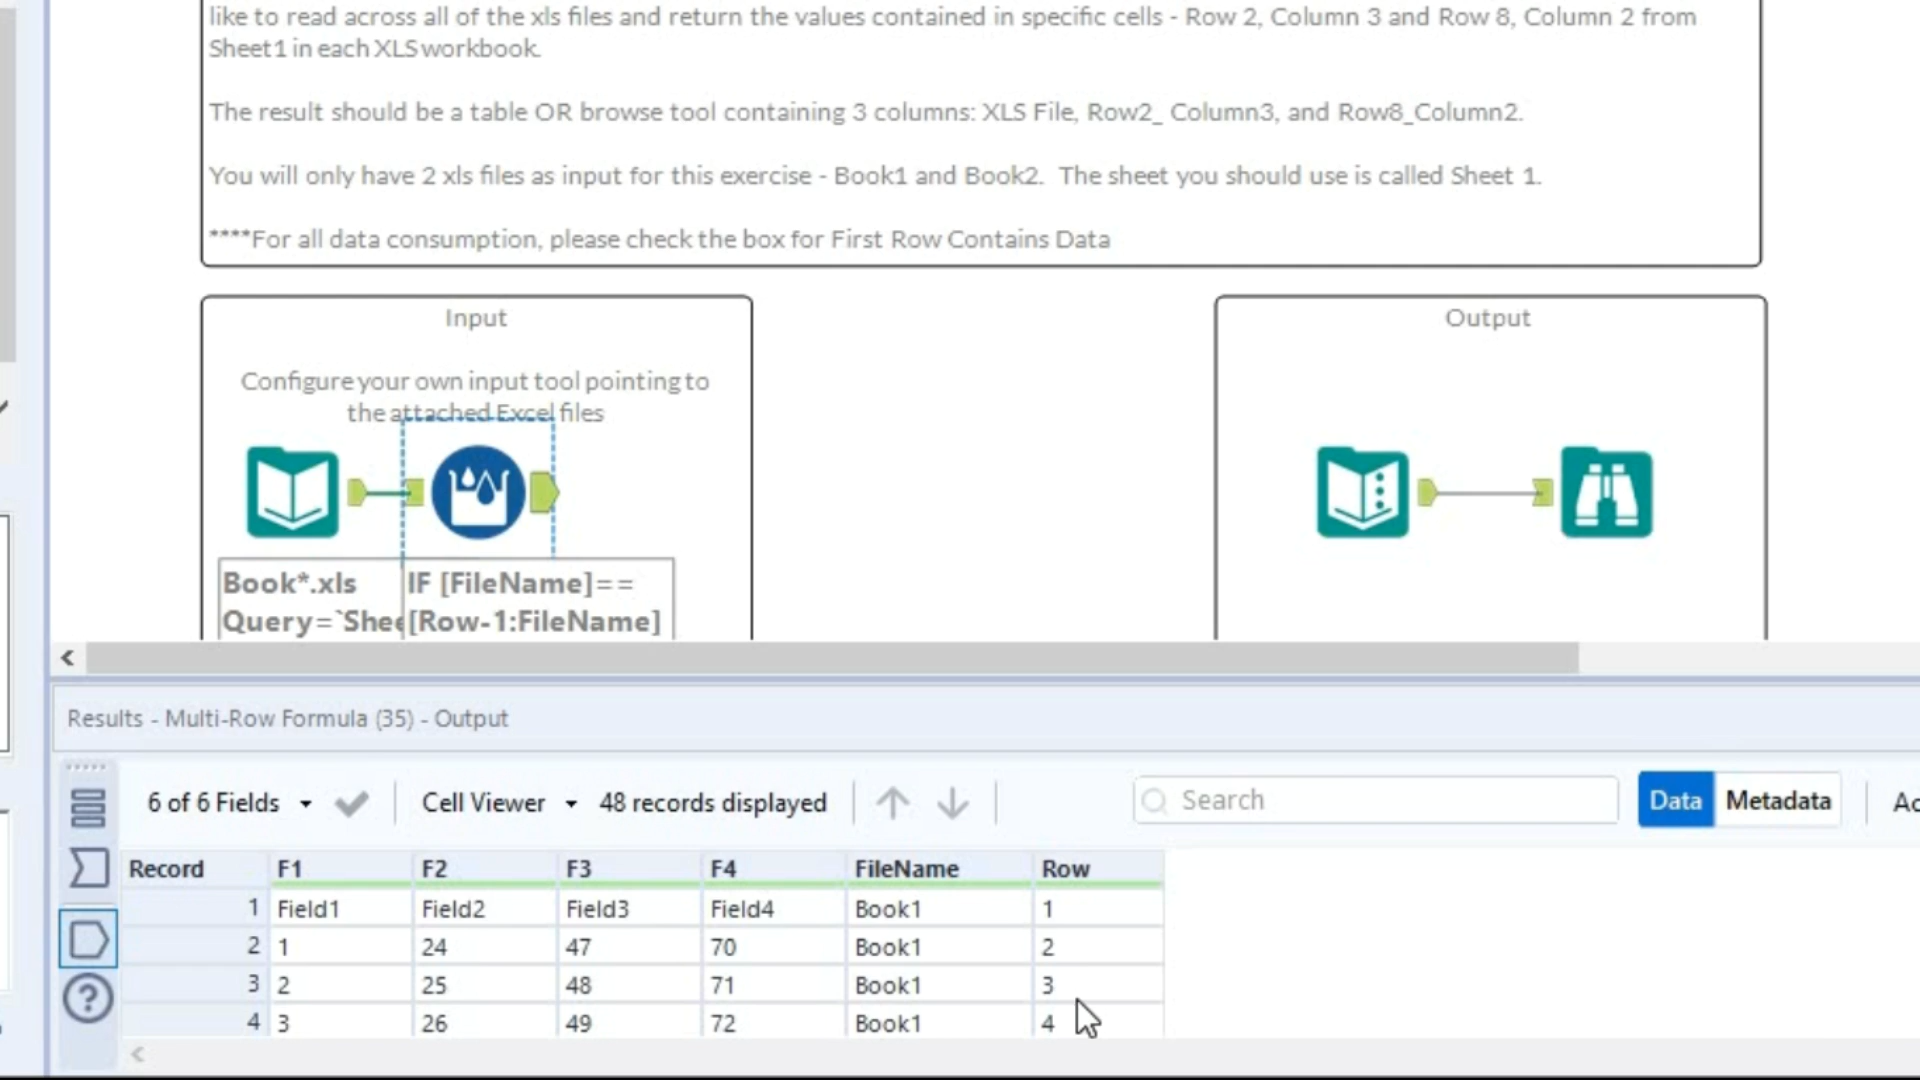 like to read across all of the xls files and return the values contained in specific cells - Row 2, Column 3 and Row 8, Column 2 from
Sheet1 in each XLS workbook.
The result should be a table OR browse tool containing 3 columns: XLS File, Row2_ Column3, and Row8_Column2.
You will only have 2 xls files as input for this exercise - Book1 and Book2. The sheet you should use is called Sheet 1.
****For all data consumption, please check the box for First Row Contains Data
Input
Configure your own input tool pointing to
the attached Excel files
Book*.xls
Query=`Shee
IF [FileName]==
[Row-1:FileName]
Output
Results - Multi-Row Formula (35) - Output
6 of 6 Fields
Cell Viewer
48 records displayed
Search
Data
Metadata
Ac
Record F1 F2 F3 F4 FileName Row
1 Field1 Field2 Field3 Field4 Book1 1
2 1 24 47 70 Book1 2
3 2 25 48 71 Book1 3
4 3 26 49 72 Book1 4